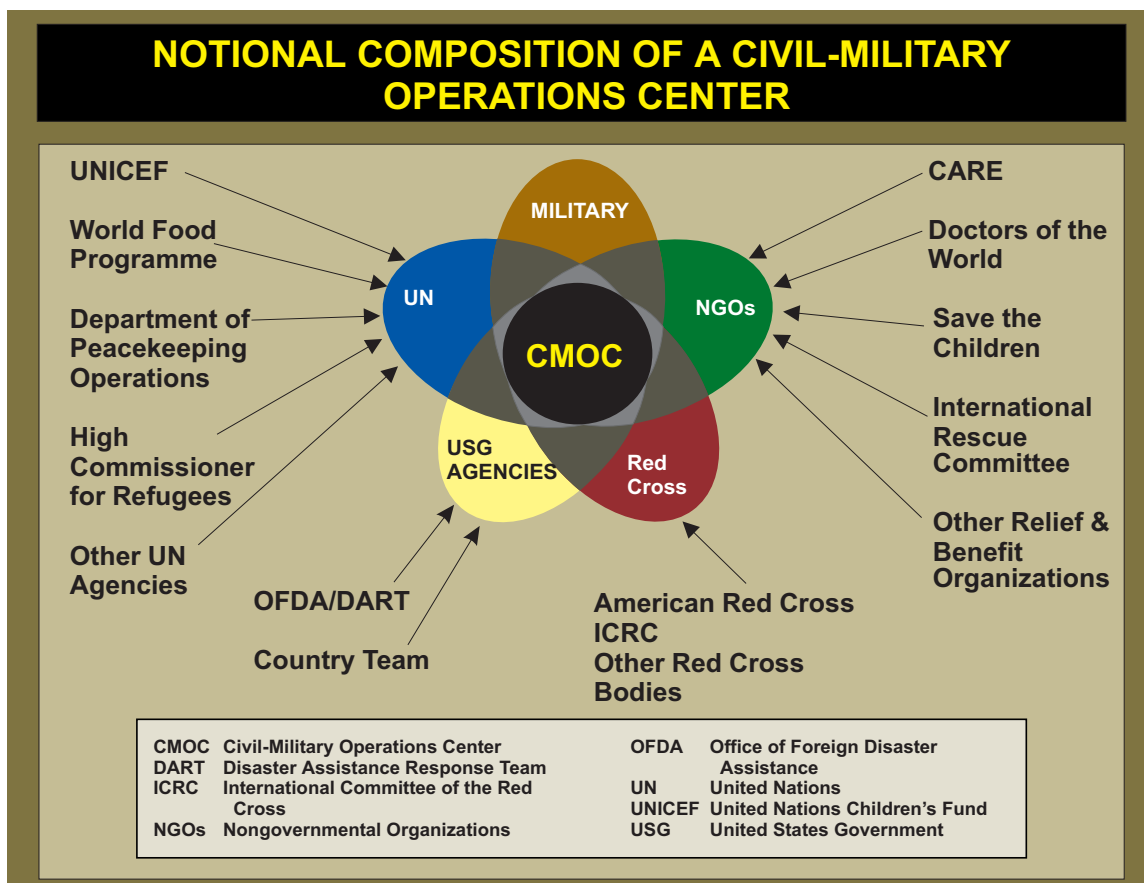 NOTIONAL COMPOSITION OF A CIVIL-MILITARY
OPERATIONS CENTER
UNICEF
World Food
Programme
Department of
Peacekeeping
Operations
High
Commissioner
for Refugees
Other UN
Agencies
MILITARY
UN
NGOs
CMOC
USG
AGENCIES
Red
Cross
CARE
Doctors of the
World
Save the
Children
International
Rescue
Committee
Other Relief &
Benefit
Organizations
OFDA/DART
Country Team
American Red Cross
ICRC
Other Red Cross
Bodies
CMOC Civil-Military Operations Center
DART Disaster Assistance Response Team
ICRC International Committee of the Red
Cross
NGOs Nongovernmental Organizations
OFDA Office of Foreign Disaster
Assistance
UN United Nations
UNICEF United Nations Children’s Fund
USG United States Government